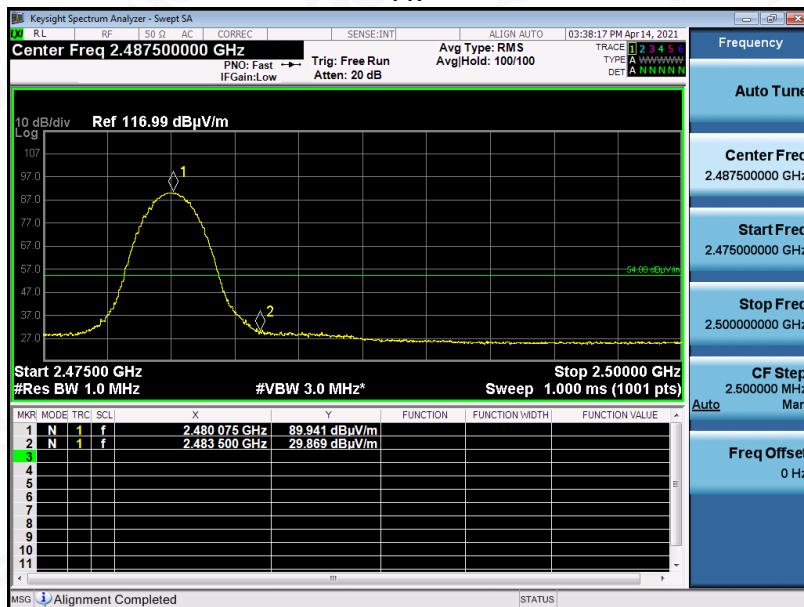 Keysight Spectrum Analyzer - Swept SA
LXI RL RF 50 Ω AC CORREC SENSE:INT ALIGN AUTO 03:38:17 PM Apr 14, 2021
Center Freq 2.487500000 GHz
PNO: Fast
IFGain:Low
Trig: Free Run
Atten: 20 dB
Avg Type: RMS
Avg|Hold: 100/100
TRACE 1 2 3 4 5 6
TYPE A WWWWW
DET A N N N N N
Frequency
Auto Tune
10 dB/div Ref 116.99 dBµV/m
Log
107
97.0
87.0
77.0
67.0
57.0
47.0
37.0
27.0
1
2
54.00 dBµV/m
Center Freq
2.487500000 GHz
Start Freq
2.475000000 GHz
Stop Freq
2.500000000 GHz
CF Step
2.500000 MHz
Auto Man
Freq Offset
0 Hz
Start 2.47500 GHz Stop 2.50000 GHz
#Res BW 1.0 MHz #VBW 3.0 MHz* Sweep 1.000 ms (1001 pts)
MKR MODE TRC SCL X Y FUNCTION FUNCTION WIDTH FUNCTION VALUE
1 N 1 f 2.480 075 GHz 89.941 dBµV/m
2 N 1 f 2.483 500 GHz 29.869 dBµV/m
3
4
5
6
7
8
9
10
11
MSG Alignment Completed STATUS